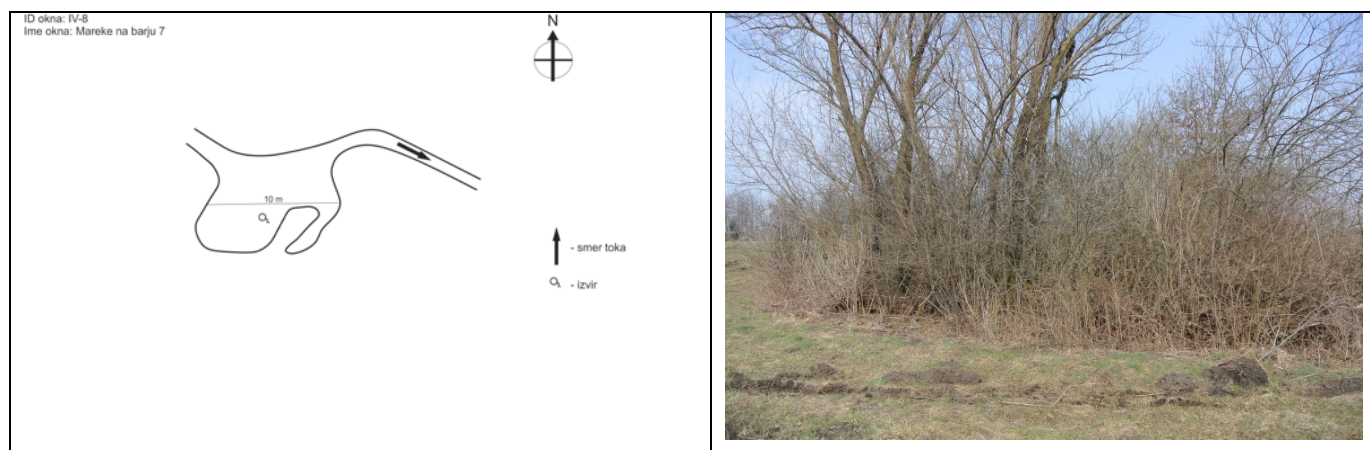 ID okna: IV-8
Ime okna: Mareke na barju 7
N
10 m
- smer toka
- izvir